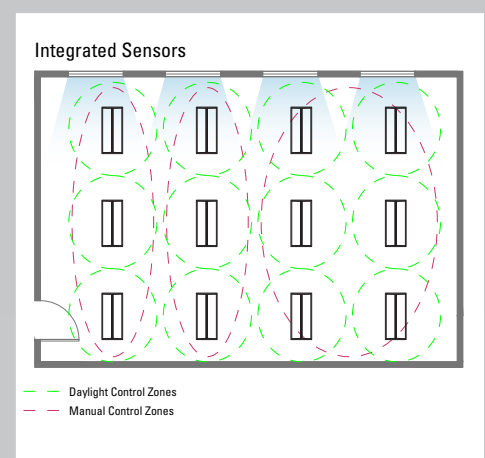 Integrated Sensors
Daylight Control Zones
Manual Control Zones